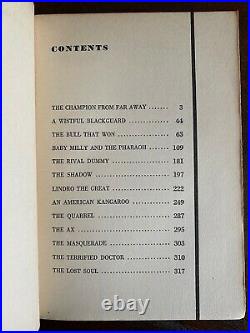 CONTENTS
THE CHAMPION FROM FAR AWAY ....... 3
A WISTFUL BLACKGUARD ........... 44
THE BULL THAT WON ............. 63
BABY MILLY AND THE PHARAOH ...... 109
THE RIVAL DUMMY .............. 181
THE SHADOW .................. 197
LINDRO THE GREAT .............. 222
AN AMERICAN KANGAROO .......... 249
THE QUARREL ................. 287
THE AX ...................... 295
THE MASQUERADE ............... 303
THE TERRIFIED DOCTOR ........... 310
THE LOST SOUL ................ 317